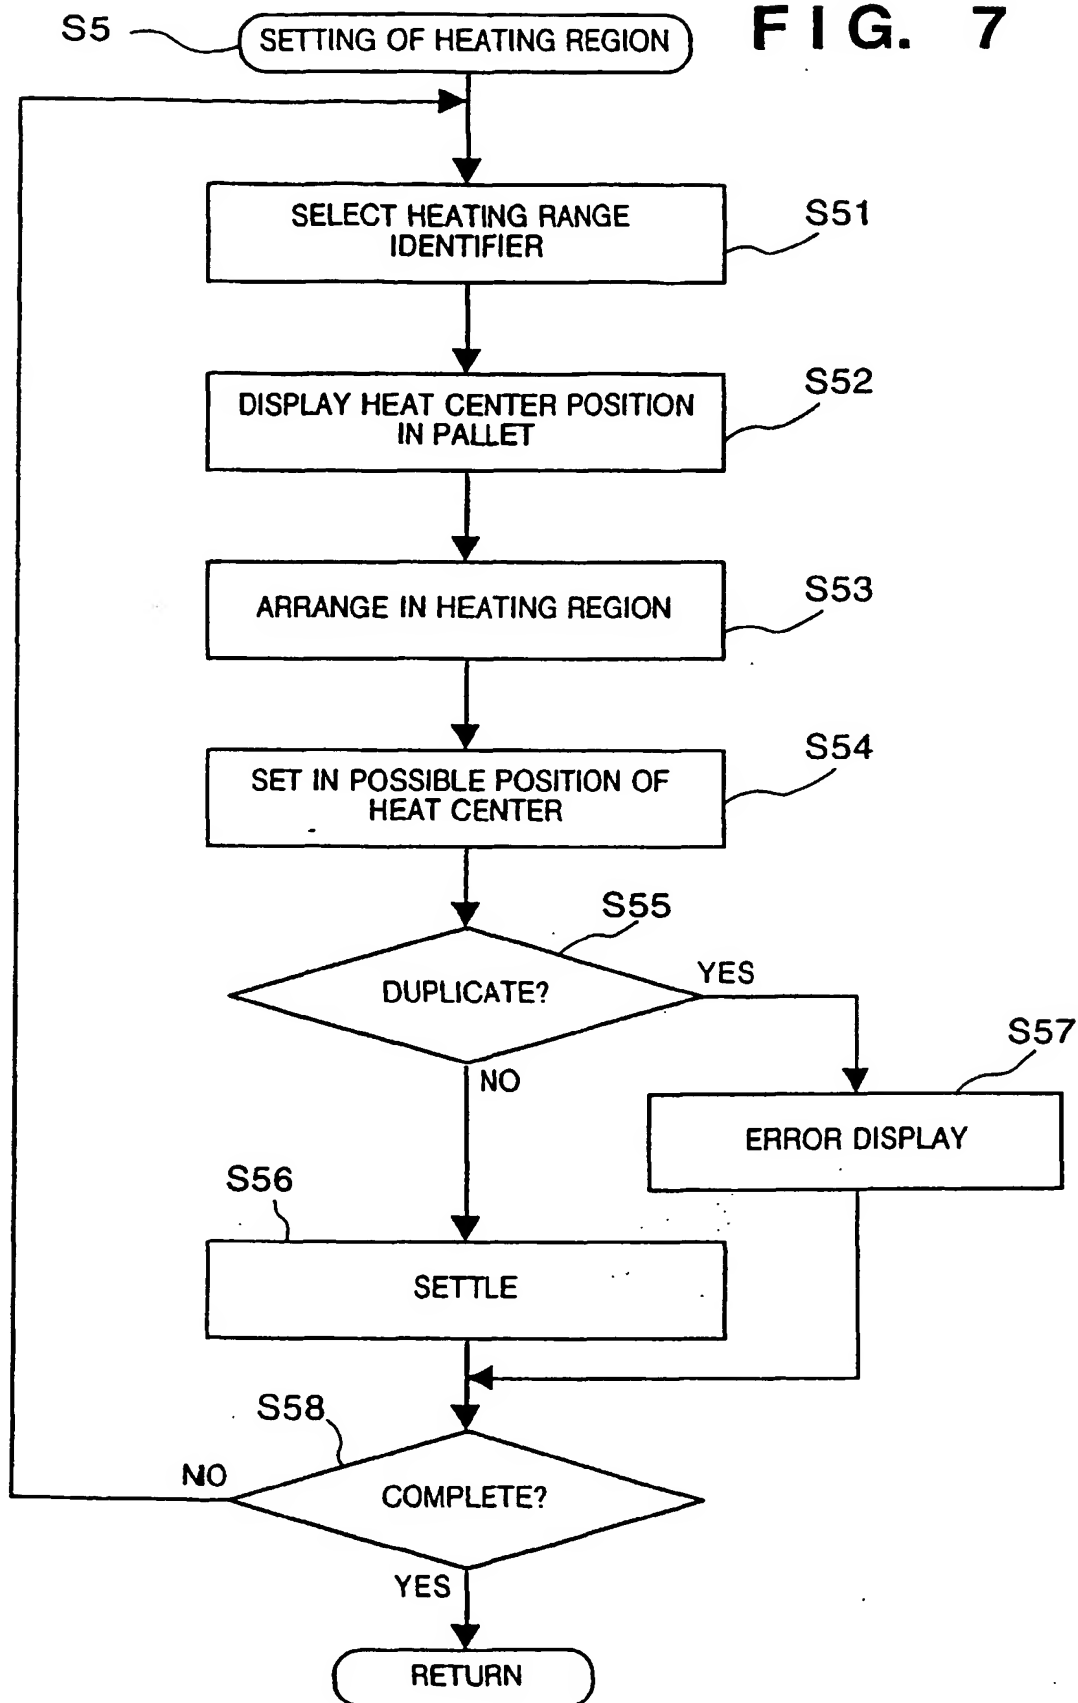 FIG. 7
S5
SETTING OF HEATING REGION
SELECT HEATING RANGE
IDENTIFIER
S51
DISPLAY HEAT CENTER POSITION
IN PALLET
S52
ARRANGE IN HEATING REGION
S53
SET IN POSSIBLE POSITION OF
HEAT CENTER
S54
S55
DUPLICATE?
YES
NO
S57
ERROR DISPLAY
S56
SETTLE
S58
NO
COMPLETE?
YES
RETURN